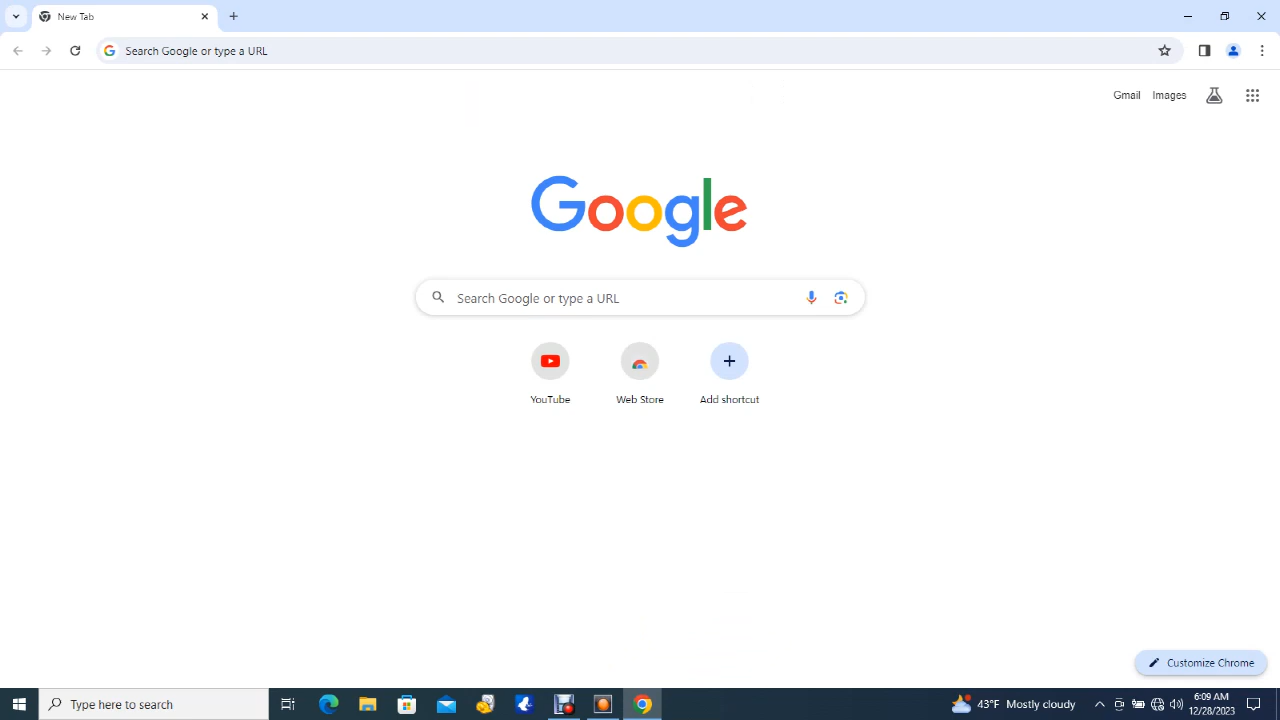 New Tab
Search Google or type a URL
Gmail Images
Google
Search Google or type a URL
YouTube Web Store Add shortcut
Customize Chrome
Type here to search
43°F Mostly cloudy
6:09 AM
12/28/2023